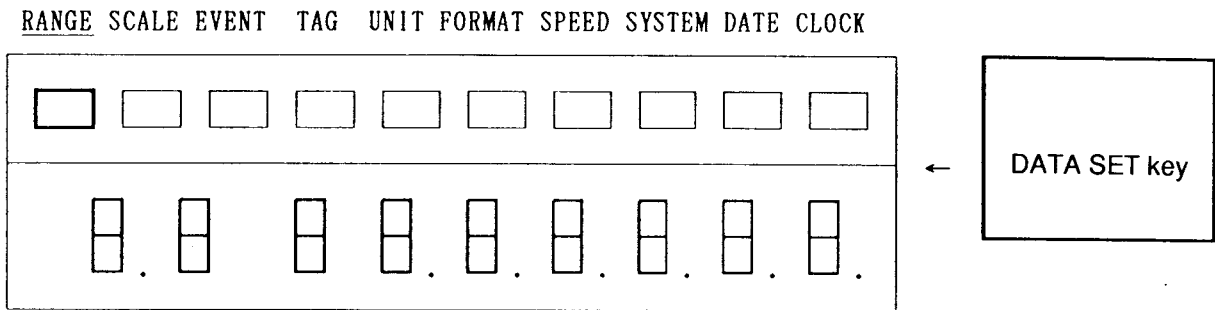 RANGE SCALE EVENT TAG UNIT FORMAT SPEED SYSTEM DATE CLOCK
← DATA SET key